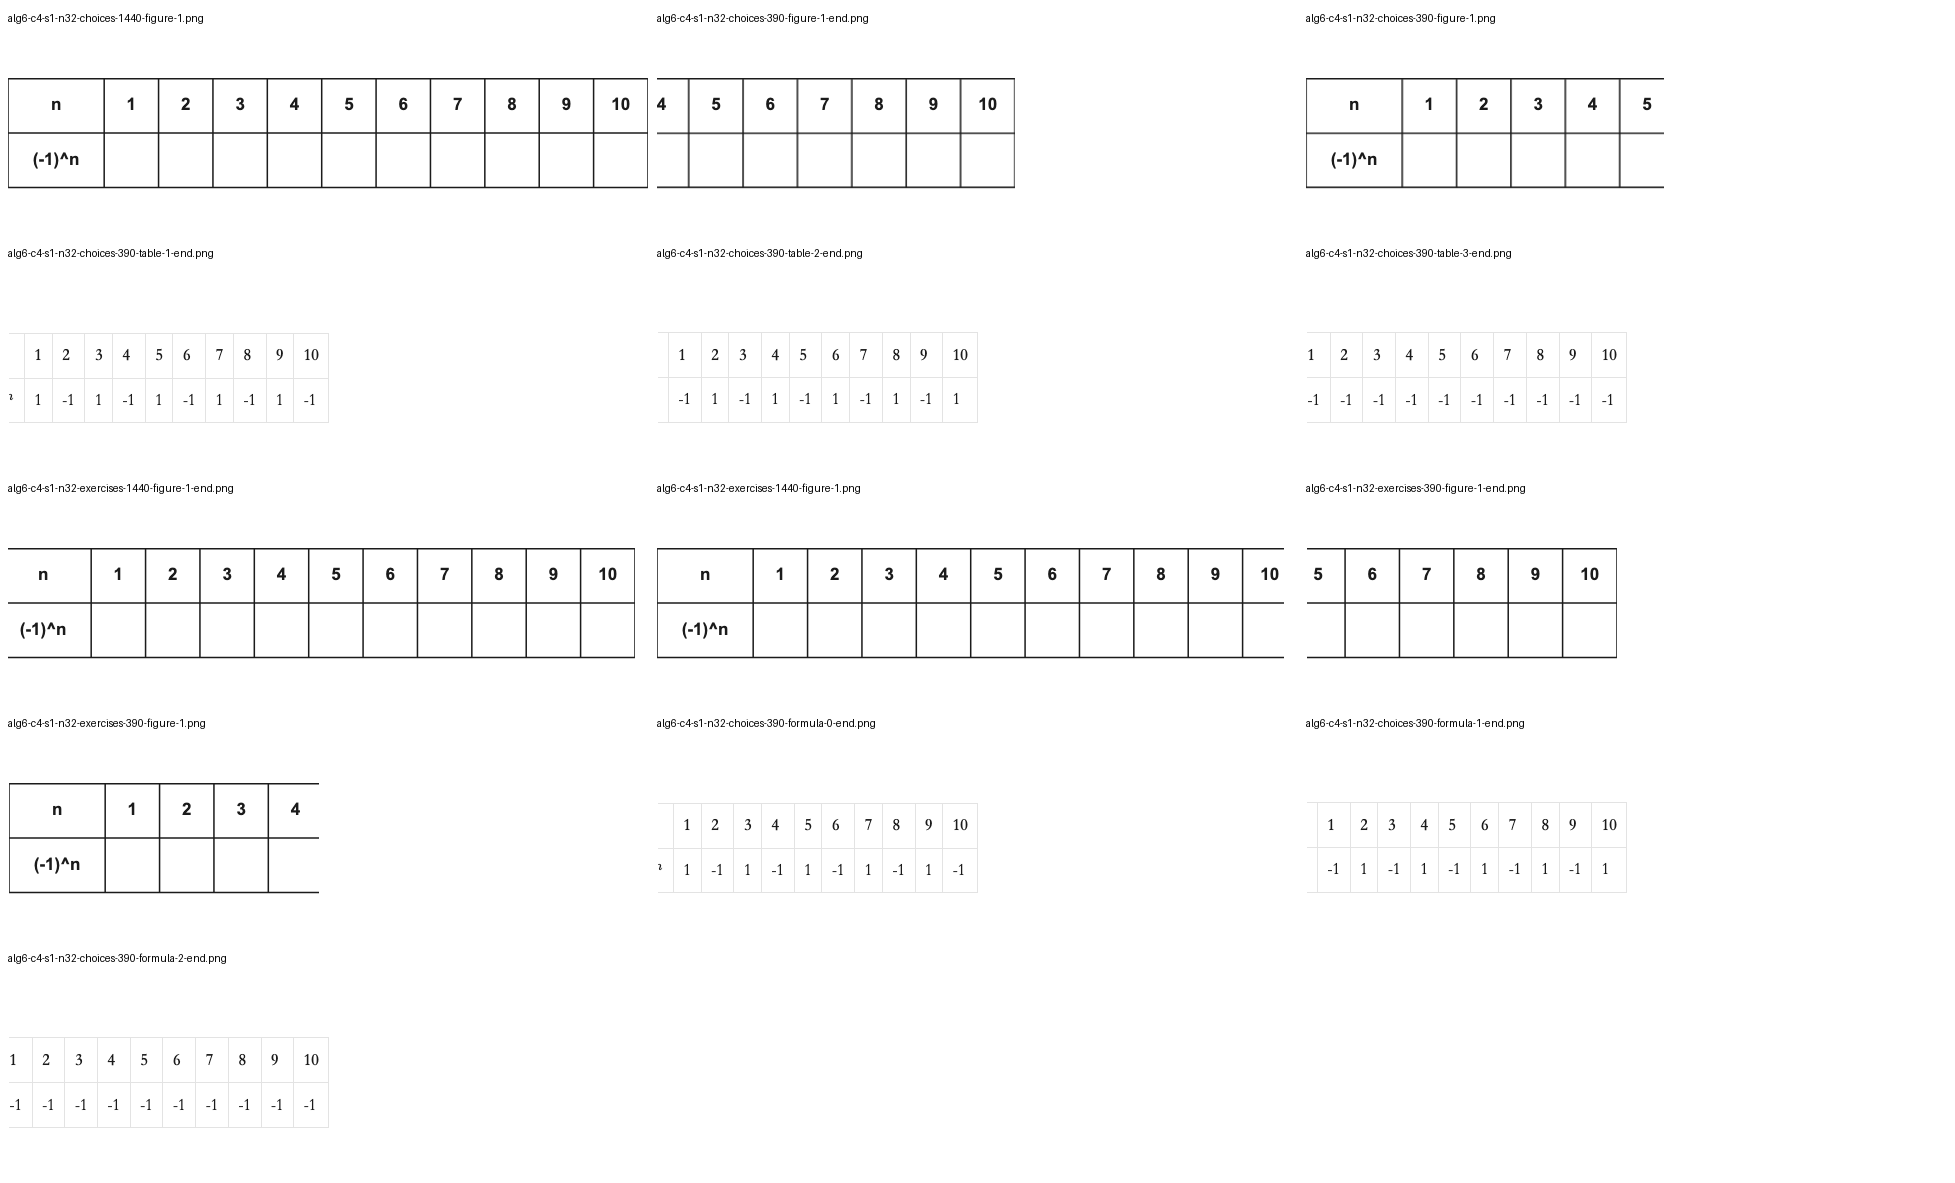 alg6-c4-s1-n32-choices-1440-figure-1.png
n 1 2 3 4 5 6 7 8 9 10
(-1)^n
alg6-c4-s1-n32-choices-390-figure-1-end.png
4 5 6 7 8 9 10
alg6-c4-s1-n32-choices-390-figure-1.png
n 1 2 3 4 5
(-1)^n
alg6-c4-s1-n32-choices-390-table-1-end.png
1 2 3 4 5 6 7 8 9 10
1 -1 1 -1 1 -1 1 -1 1 -1
alg6-c4-s1-n32-choices-390-table-2-end.png
1 2 3 4 5 6 7 8 9 10
-1 1 -1 1 -1 1 -1 1 -1 1
alg6-c4-s1-n32-choices-390-table-3-end.png
1 2 3 4 5 6 7 8 9 10
-1 -1 -1 -1 -1 -1 -1 -1 -1 -1
alg6-c4-s1-n32-exercises-1440-figure-1-end.png
n 1 2 3 4 5 6 7 8 9 10
(-1)^n
alg6-c4-s1-n32-exercises-1440-figure-1.png
n 1 2 3 4 5 6 7 8 9 10
(-1)^n
alg6-c4-s1-n32-exercises-390-figure-1-end.png
5 6 7 8 9 10
alg6-c4-s1-n32-exercises-390-figure-1.png
n 1 2 3 4
(-1)^n
alg6-c4-s1-n32-choices-390-formula-0-end.png
1 2 3 4 5 6 7 8 9 10
1 -1 1 -1 1 -1 1 -1 1 -1
alg6-c4-s1-n32-choices-390-formula-1-end.png
1 2 3 4 5 6 7 8 9 10
-1 1 -1 1 -1 1 -1 1 -1 1
alg6-c4-s1-n32-choices-390-formula-2-end.png
1 2 3 4 5 6 7 8 9 10
-1 -1 -1 -1 -1 -1 -1 -1 -1 -1